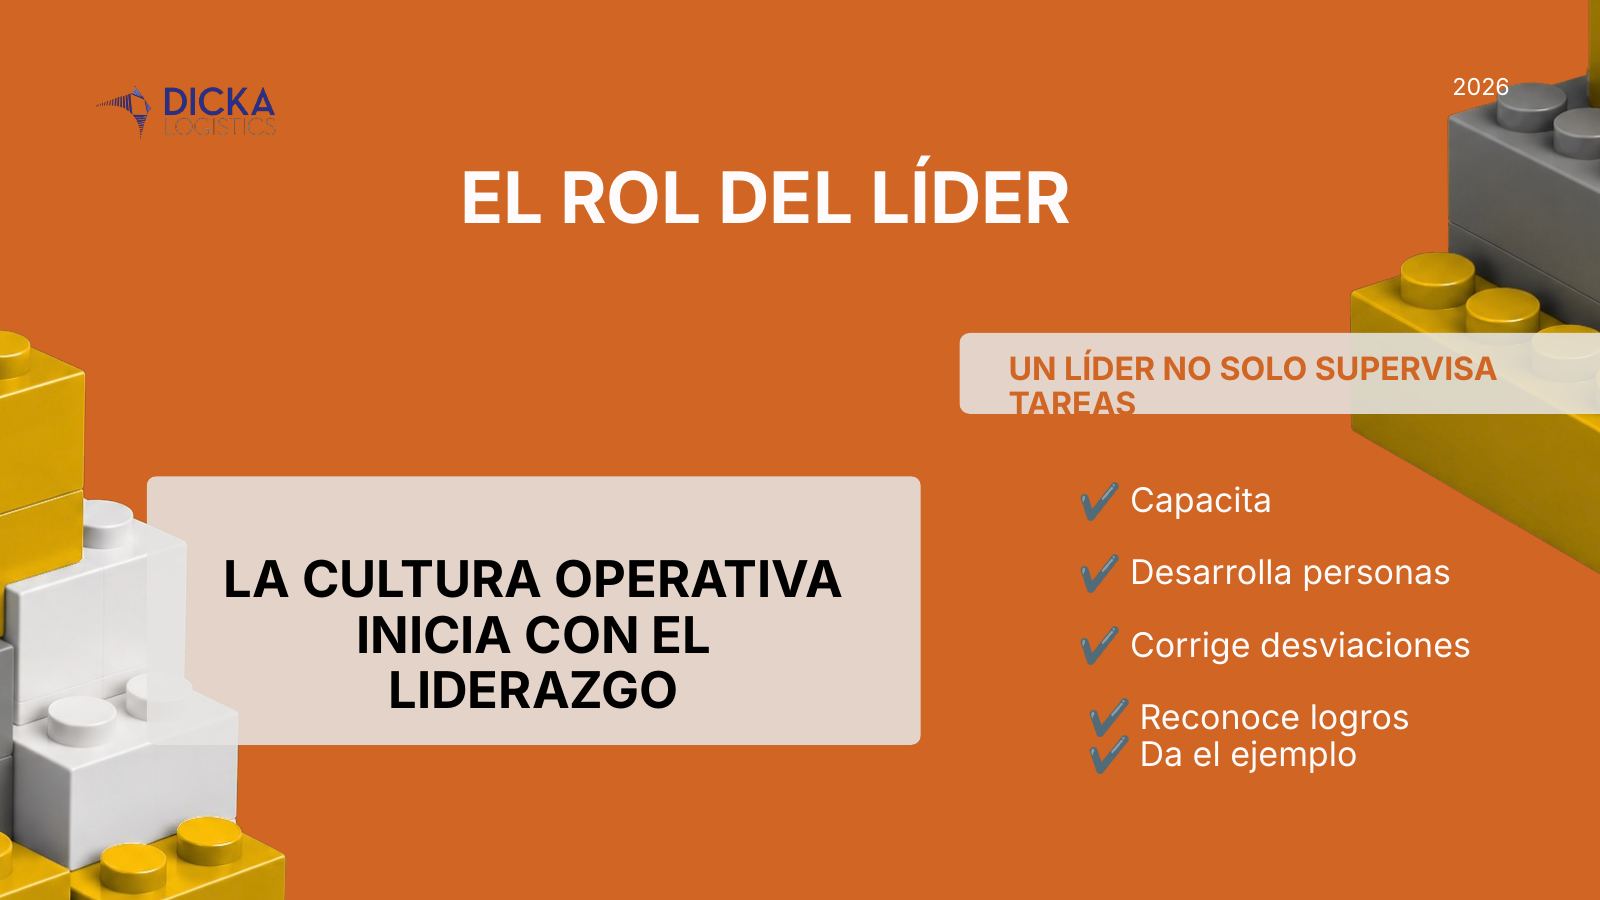 DICKA
LOGISTICS
2026
EL ROL DEL LÍDER
UN LÍDER NO SOLO SUPERVISA
TAREAS
LA CULTURA OPERATIVA
INICIA CON EL
LIDERAZGO
✔ Capacita
✔ Desarrolla personas
✔ Corrige desviaciones
✔ Reconoce logros
✔ Da el ejemplo